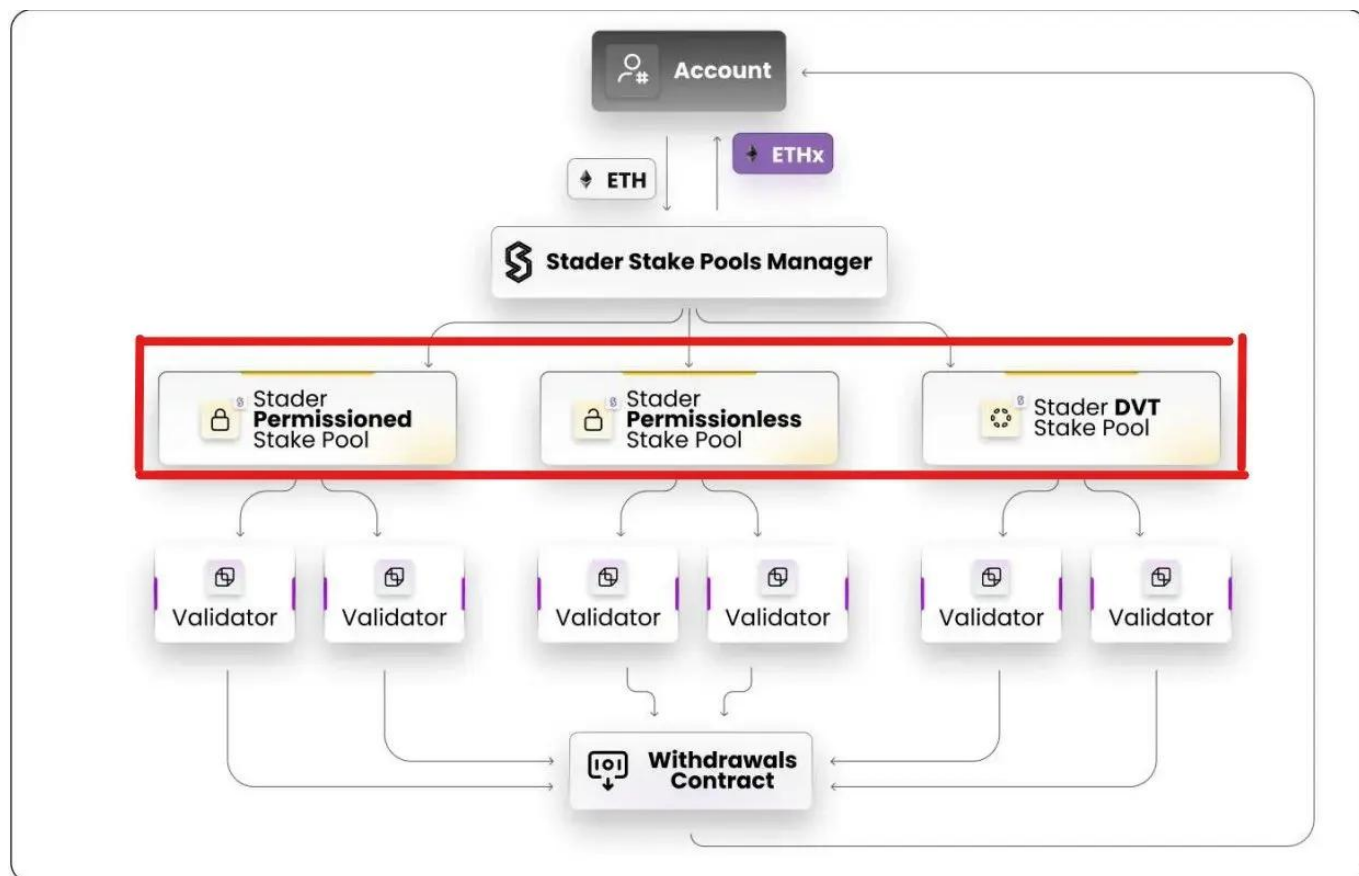 Account
ETHx
ETH
Stader Stake Pools Manager
Stader
Permissioned
Stake Pool
Stader
Permissionless
Stake Pool
Stader DVT
Stake Pool
Validator
Validator
Validator
Validator
Validator
Validator
Withdrawals
Contract